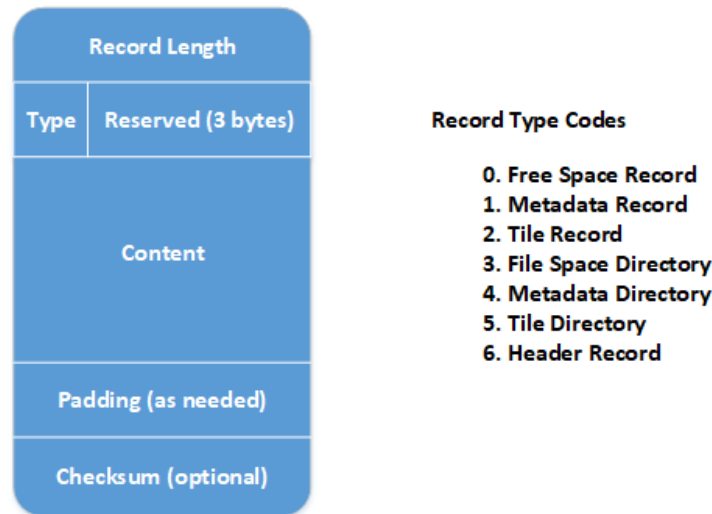 Record Length
Type
Reserved (3 bytes)
Content
Padding (as needed)
Checksum (optional)
Record Type Codes
0. Free Space Record
1. Metadata Record
2. Tile Record
3. File Space Directory
4. Metadata Directory
5. Tile Directory
6. Header Record